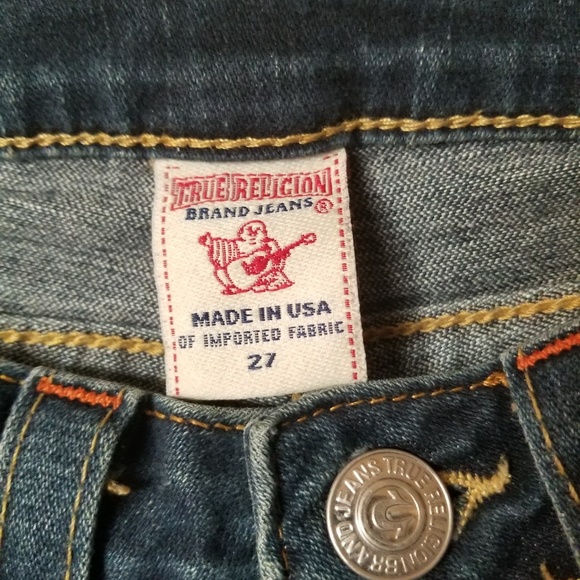 TRUE RELIGION
BRAND JEANS®
MADE IN USA
OF IMPORTED FABRIC
27
TRUE RELIGION BRAND JEANS